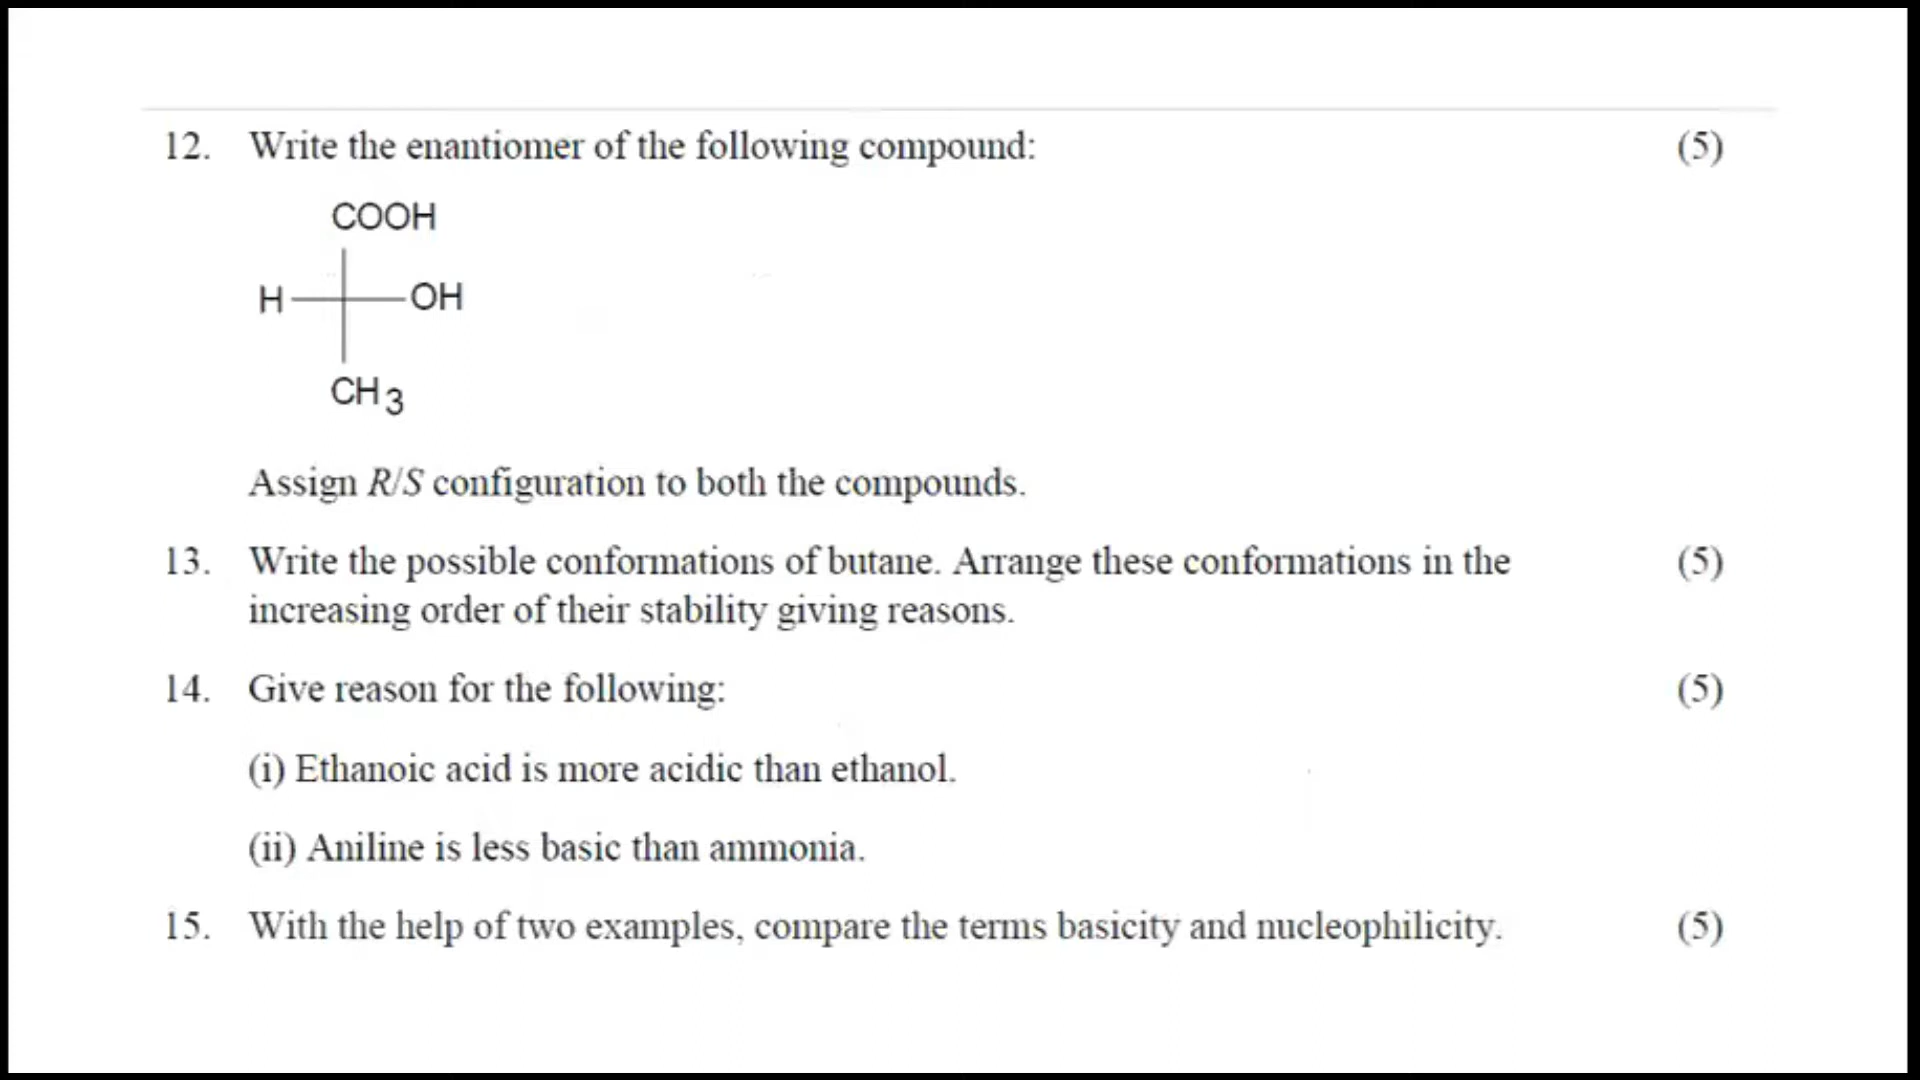 12. Write the enantiomer of the following compound: (5)
COOH
H OH
CH3
Assign R/S configuration to both the compounds.
13. Write the possible conformations of butane. Arrange these conformations in the (5)
increasing order of their stability giving reasons.
14. Give reason for the following: (5)
(i) Ethanoic acid is more acidic than ethanol.
(ii) Aniline is less basic than ammonia.
15. With the help of two examples, compare the terms basicity and nucleophilicity. (5)